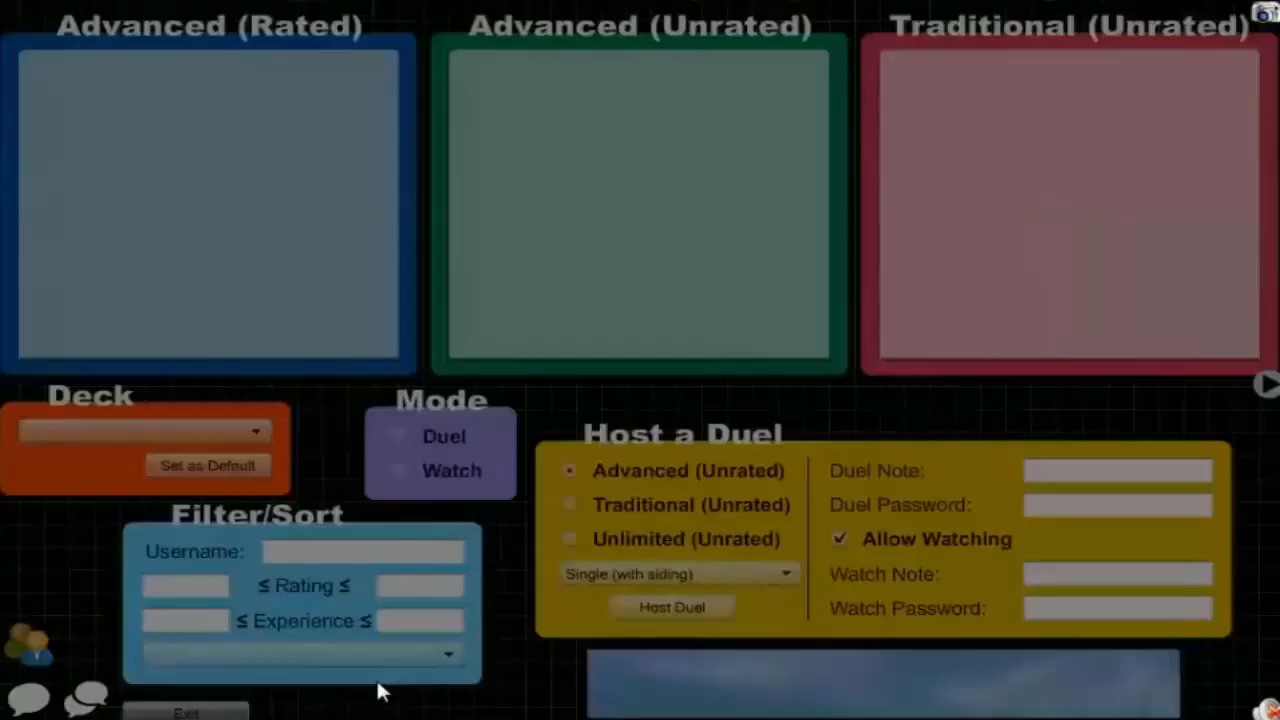 Advanced (Rated)
Advanced (Unrated)
Traditional (Unrated)
Deck
Set as Default
Mode
Duel
Watch
Filter/Sort
Username:
≤ Rating ≤
≤ Experience ≤
Exit
Host a Duel
Advanced (Unrated)
Traditional (Unrated)
Unlimited (Unrated)
Single (with siding)
Host Duel
Duel Note:
Duel Password:
Allow Watching
Watch Note:
Watch Password: